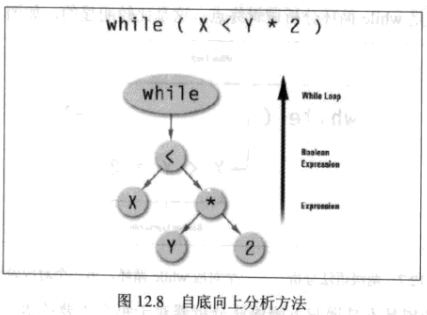 while ( X < Y * 2 )
while
While Loop
<
Boolean
Expression
X
*
Expression
Y
2
图 12.8 自底向上分析方法